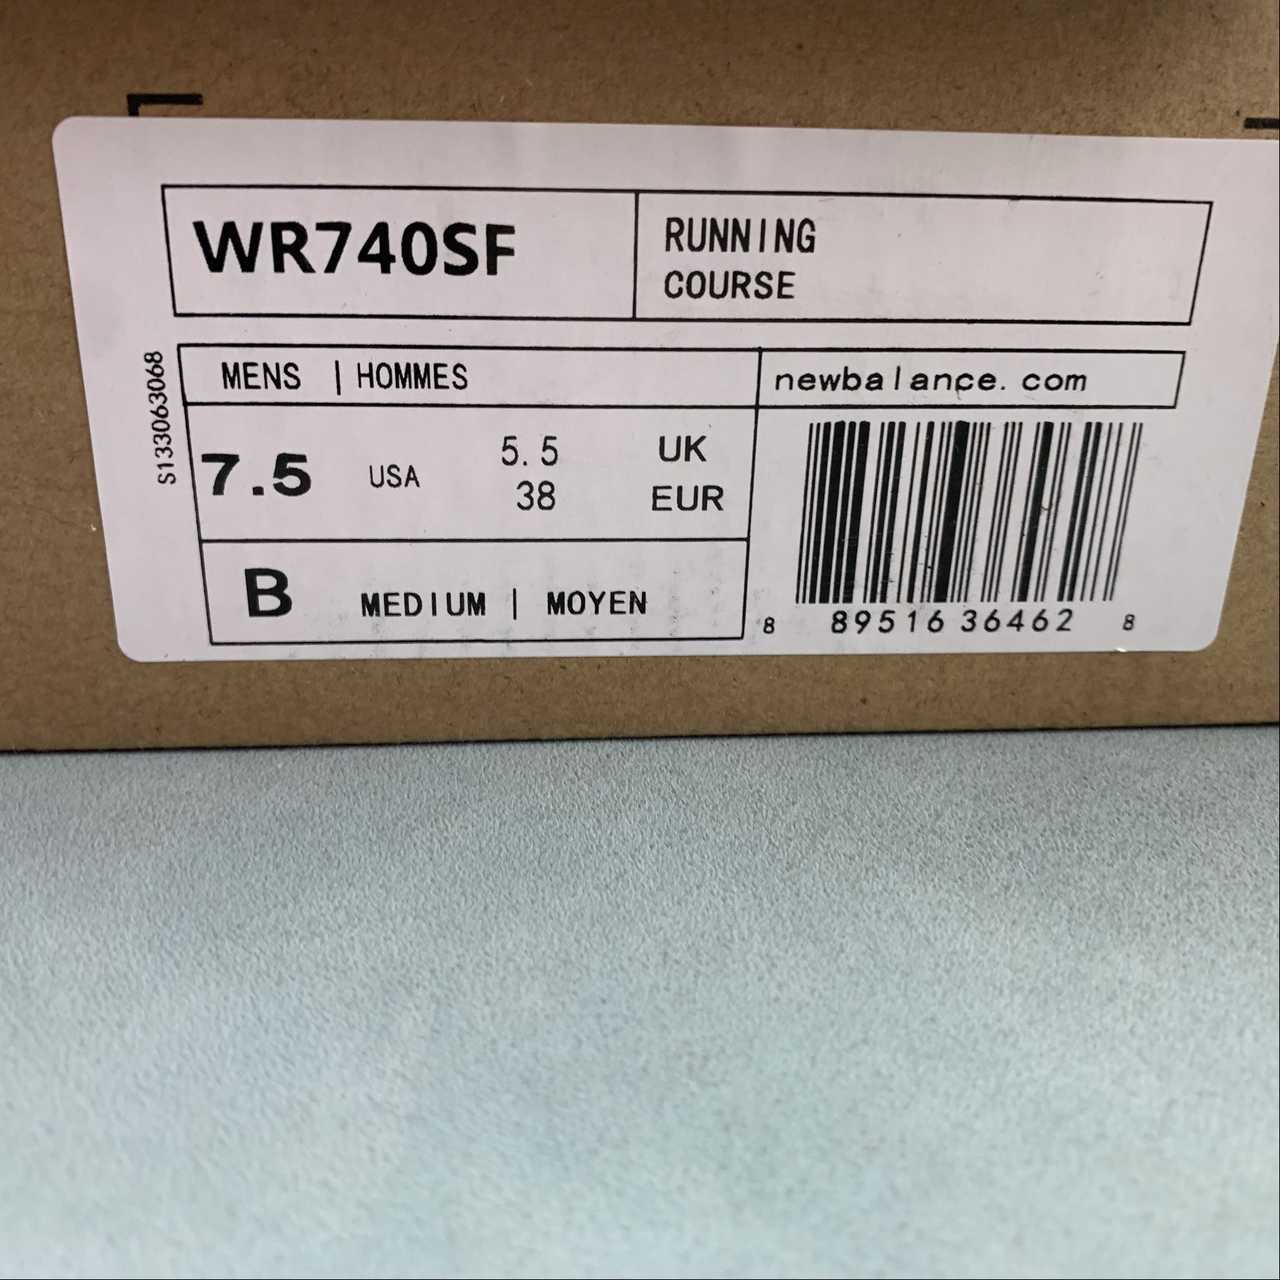 WR740SF
RUNNING
COURSE
S133063068
MENS | HOMMES
newbalance.com
7.5 USA 5.5 UK
38 EUR
B MEDIUM | MOYEN
8 89516 36462 8